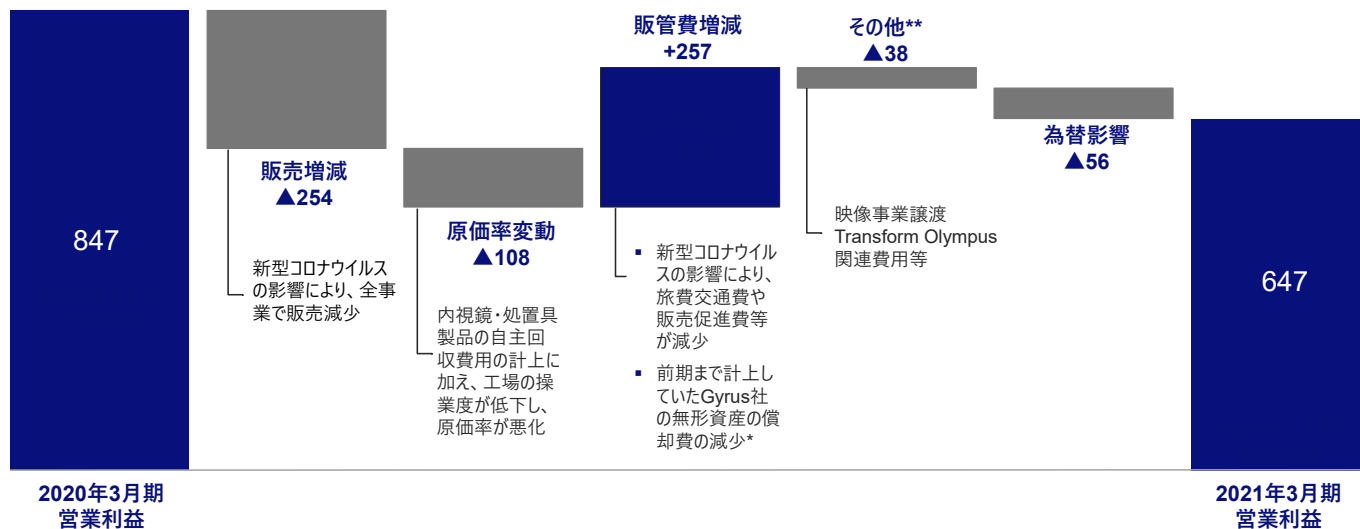 847
2020年3月期
営業利益
販売増減
▲254
新型コロナウイルス
の影響により、全事
業で販売減少
原価率変動
▲108
内視鏡・処置具
製品の自主回
収費用の計上に
加え、工場の操
業度が低下し、
原価率が悪化
販管費増減
+257
▪ 新型コロナウイル
スの影響により、
旅費交通費や
販売促進費等
が減少
▪ 前期まで計上し
ていたGyrus社
の無形資産の償
却費の減少*
その他**
▲38
映像事業譲渡
Transform Olympus
関連費用等
為替影響
▲56
647
2021年3月期
営業利益